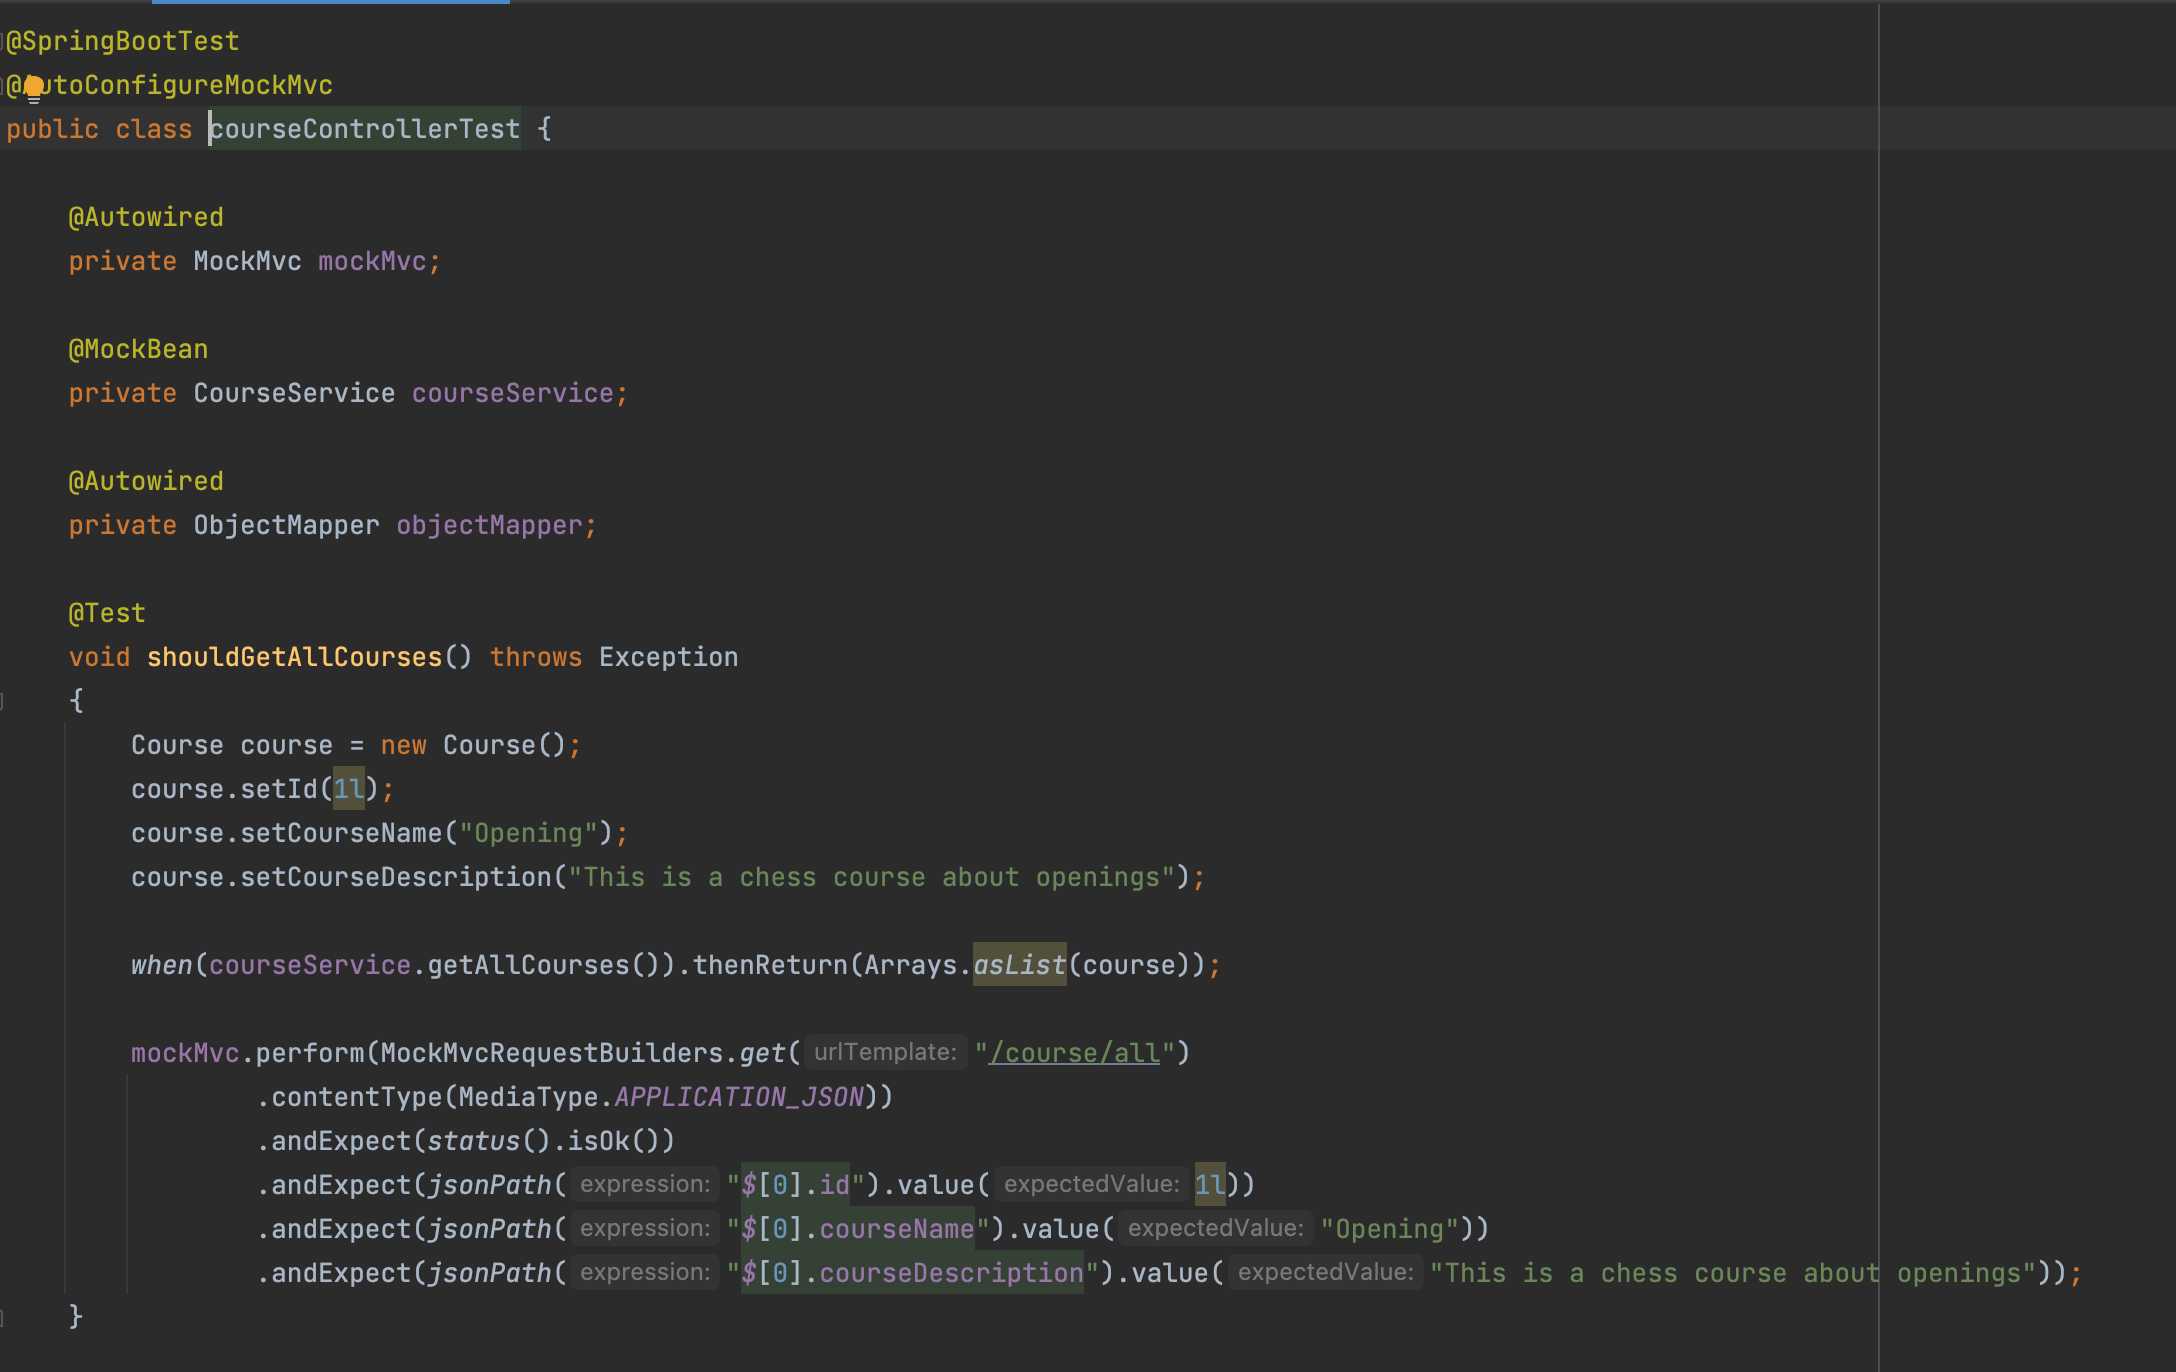 @SpringBootTest
@AutoConfigureMockMvc
public class courseControllerTest {
@Autowired
private MockMvc mockMvc;
@MockBean
private CourseService courseService;
@Autowired
private ObjectMapper objectMapper;
@Test
void shouldGetAllCourses() throws Exception
{
Course course = new Course();
course.setId(1l);
course.setCourseName("Opening");
course.setCourseDescription("This is a chess course about openings");
when(courseService.getAllCourses()).thenReturn(Arrays.asList(course));
mockMvc.perform(MockMvcRequestBuilders.get( urlTemplate: "/course/all")
.contentType(MediaType.APPLICATION_JSON))
.andExpect(status().isOk())
.andExpect(jsonPath( expression: "$[0].id").value( expectedValue: 1l))
.andExpect(jsonPath( expression: "$[0].courseName").value( expectedValue: "Opening"))
.andExpect(jsonPath( expression: "$[0].courseDescription").value( expectedValue: "This is a chess course about openings"));
}